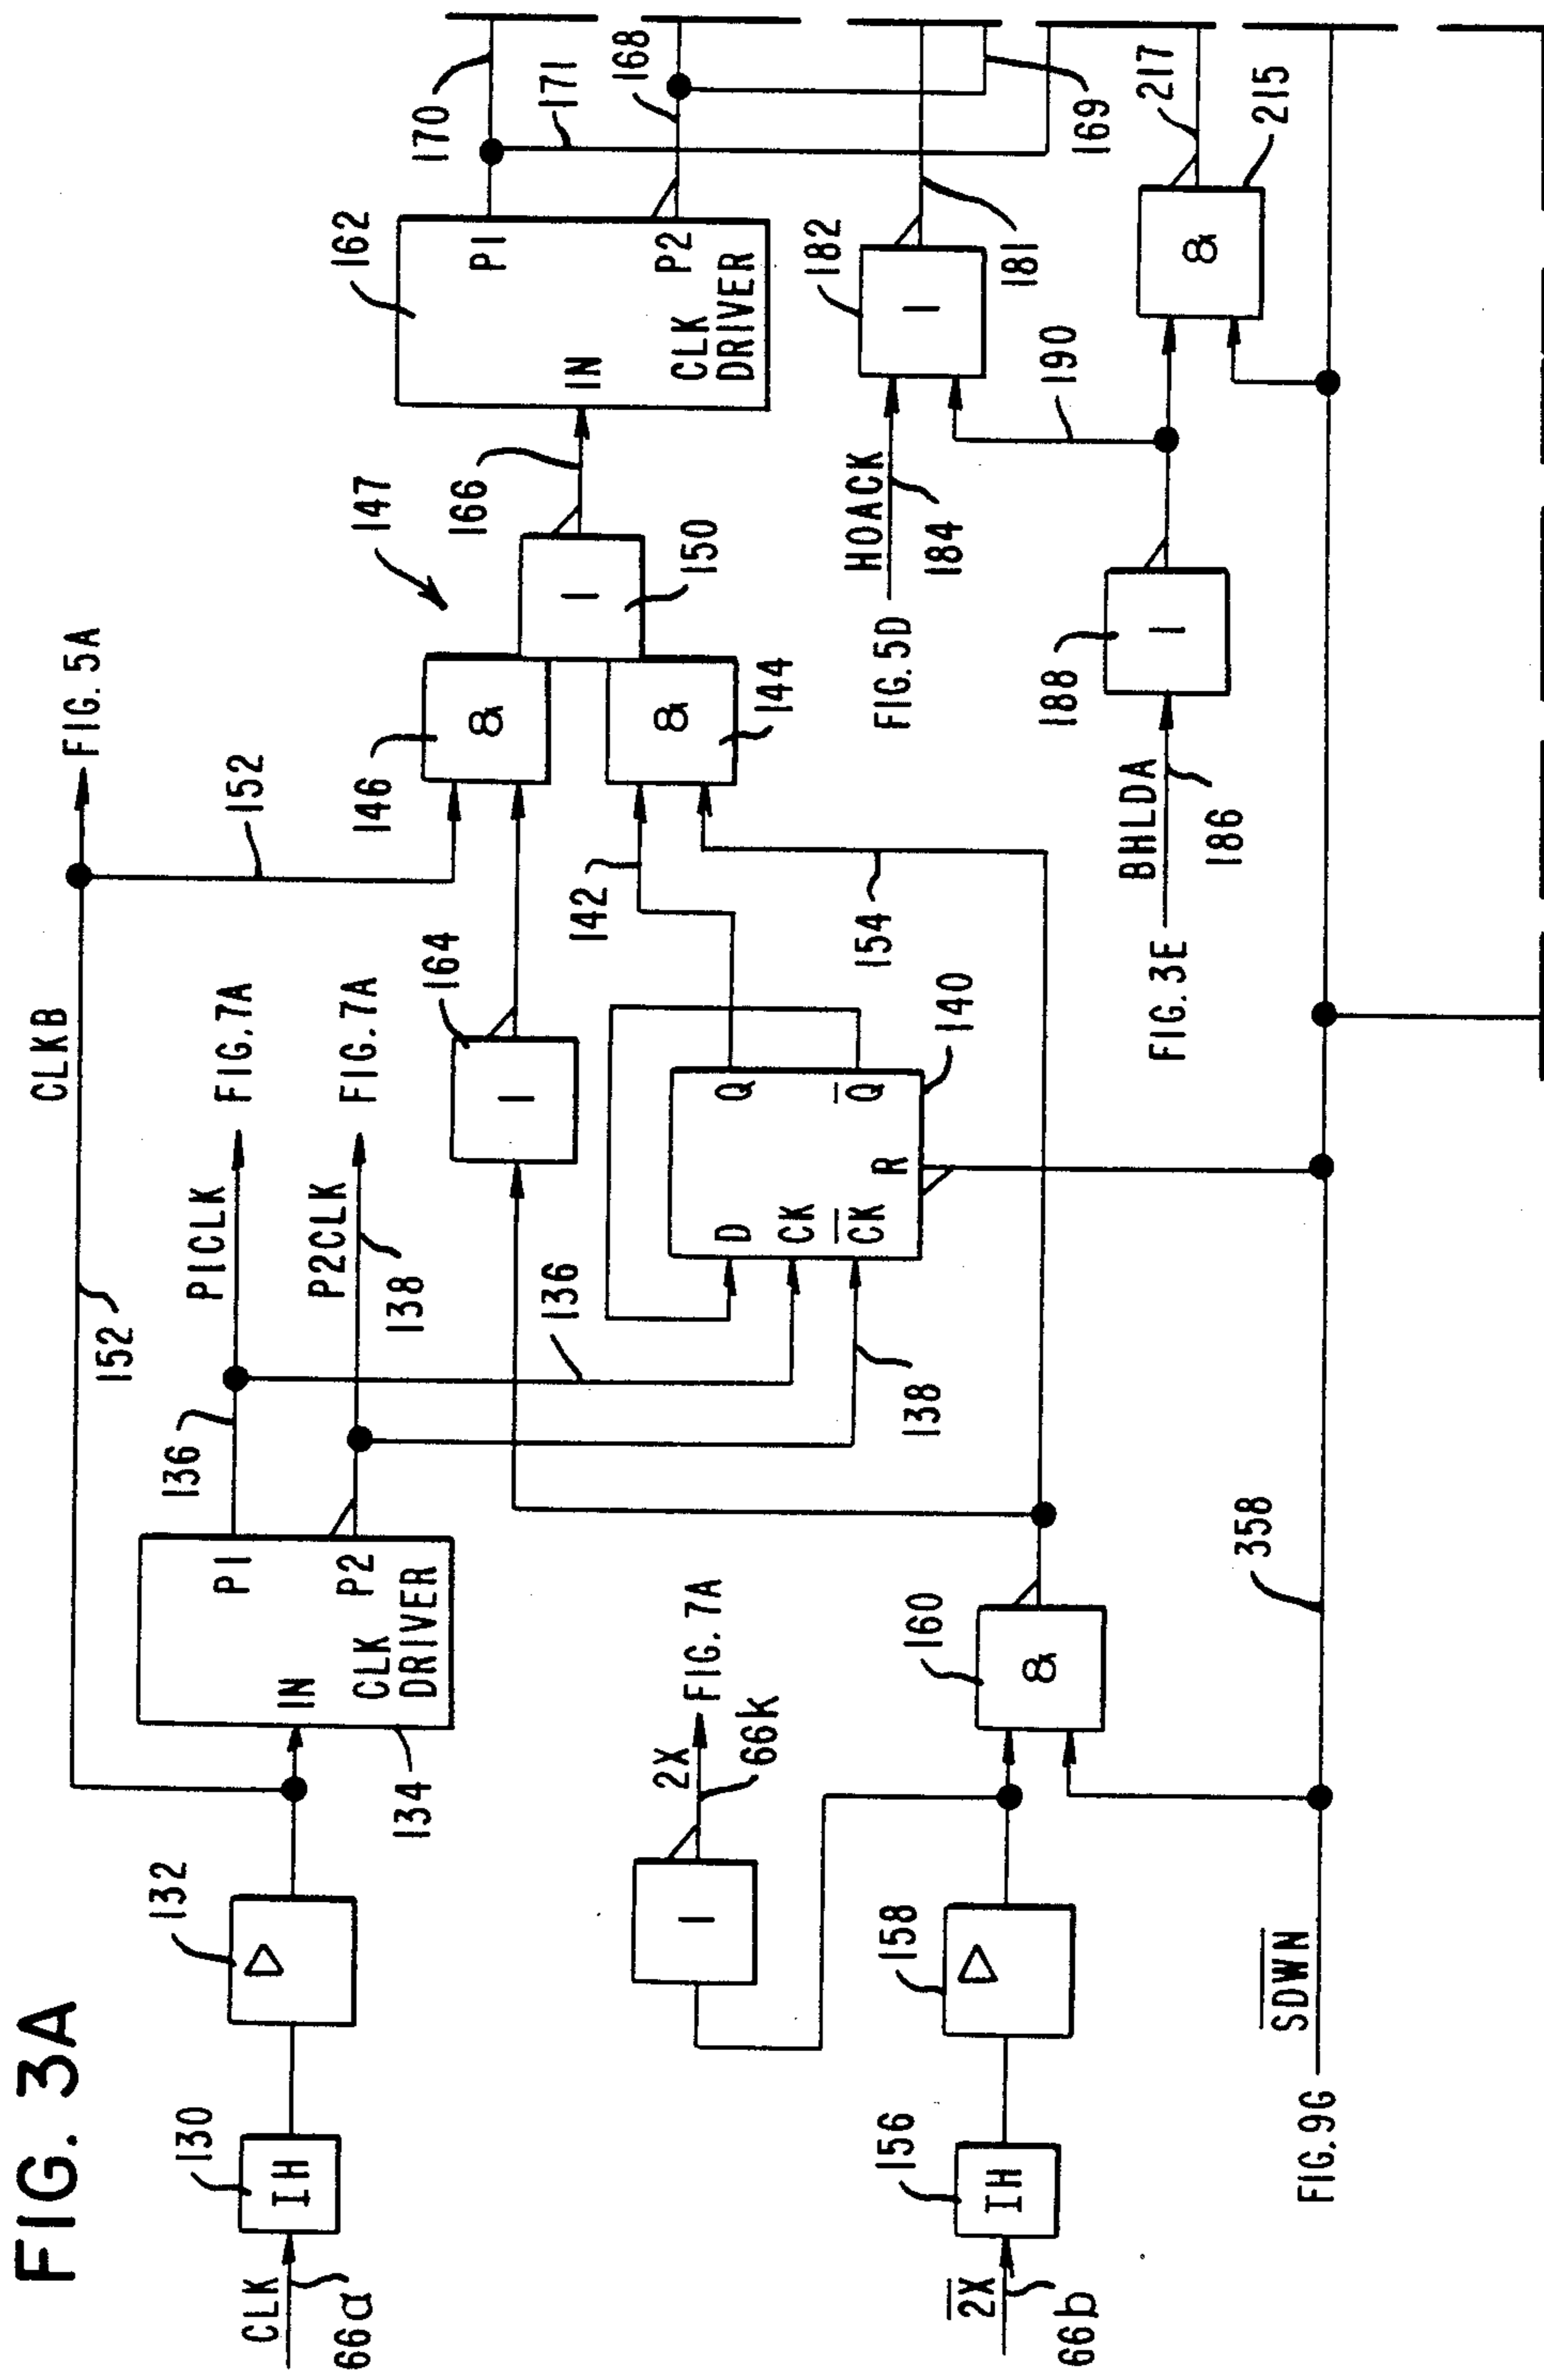 FIG. 3A
CLK
66a
130
IH
132
▷
134
IN
P1
P2
CLK
DRIVER
136
P1CLK
FIG. 7A
P2CLK
FIG. 7A
138
152
CLKB
FIG. 5A
152
136
138
164
I
D
CK
CK
R
Q
Q
140
142
154
146
&
144
&
147
150
I
166
162
IN
P1
P2
CLK
DRIVER
170
171
168
169
2X
66b
156
IH
158
▷
I
2X
66k
FIG. 7A
160
&
FIG. 9G
SDWN
358
FIG. 5D
HOACK
184
182
I
181
FIG. 3E
BHLDA
186
188
I
190
&
215
217